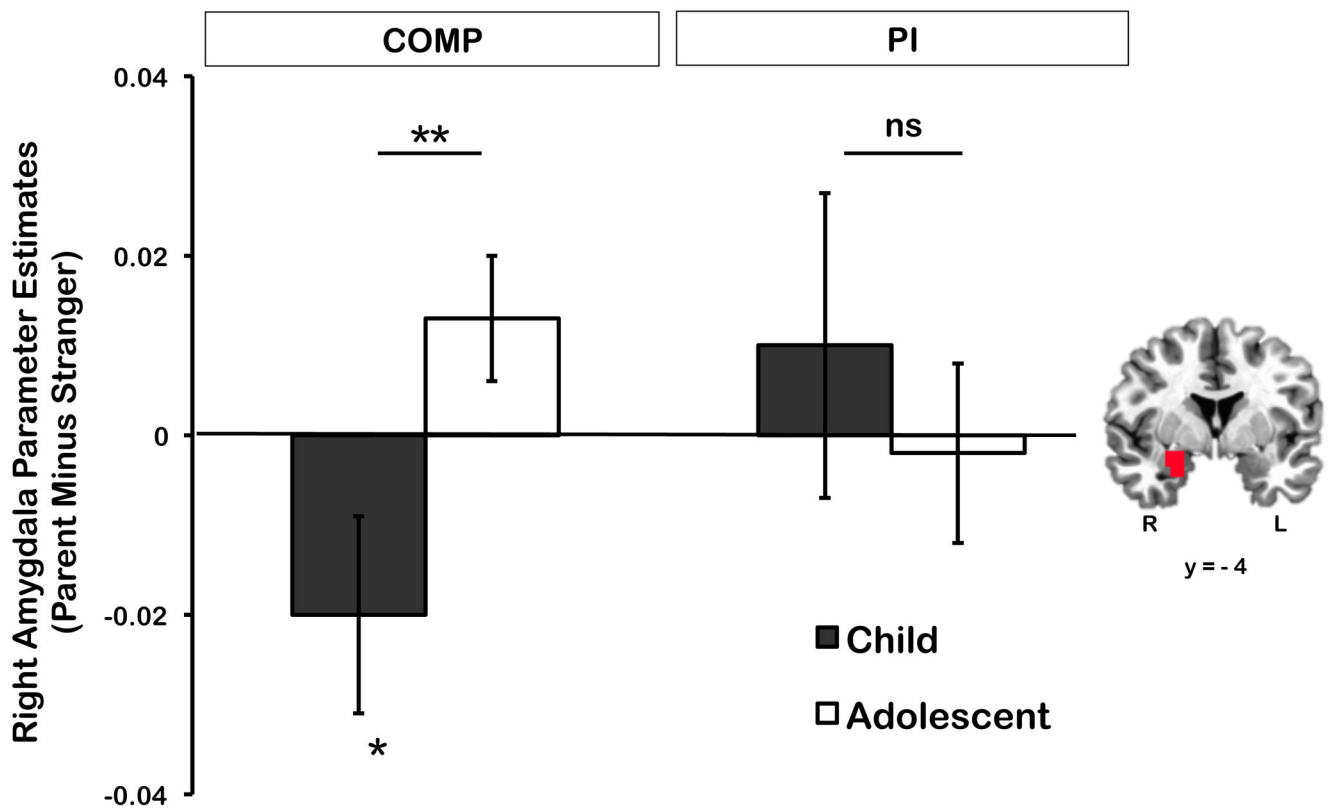 COMP
PI
Right Amygdala Parameter Estimates
(Parent Minus Stranger)
0.04
0.02
0
-0.02
-0.04
**
ns
*
Child
Adolescent
R
L
y = - 4